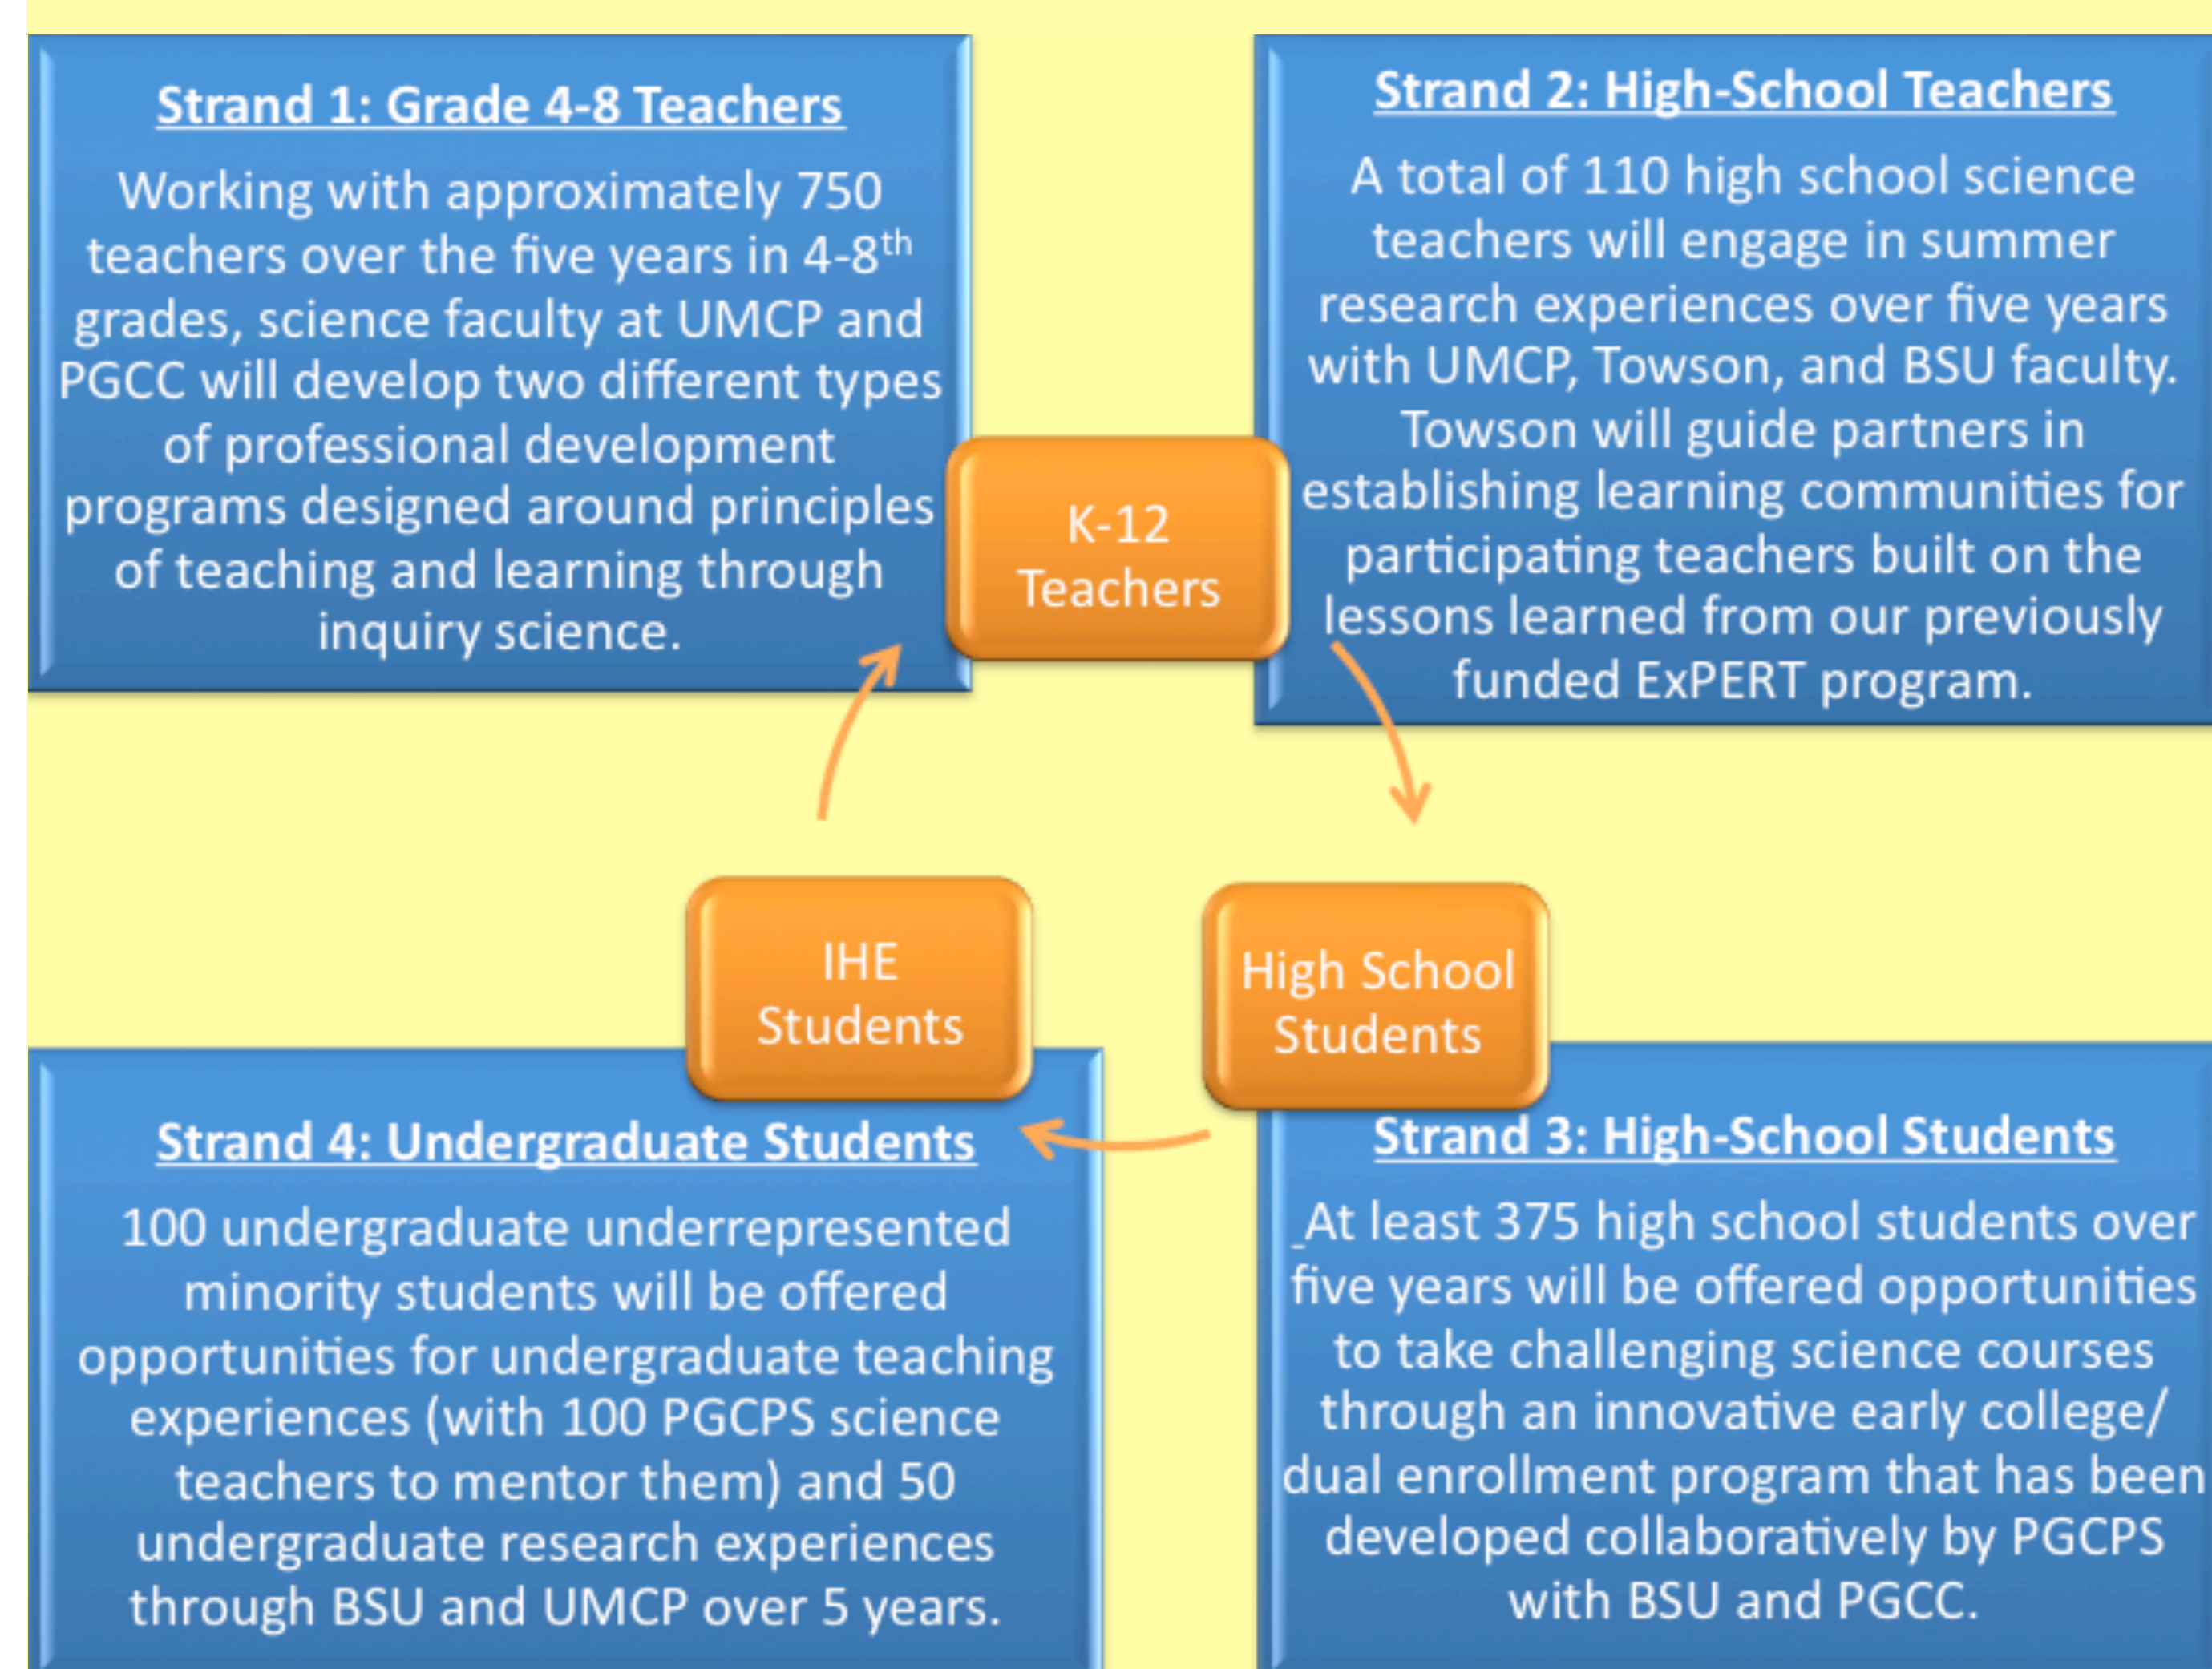 Strand 1: Grade 4-8 Teachers
Working with approximately 750
teachers over the five years in 4-8th
grades, science faculty at UMCP and
PGCC will develop two different types
of professional development
programs designed around principles
of teaching and learning through
inquiry science.
Strand 2: High-School Teachers
A total of 110 high school science
teachers will engage in summer
research experiences over five years
with UMCP, Towson, and BSU faculty.
Towson will guide partners in
establishing learning communities for
participating teachers built on the
lessons learned from our previously
funded ExPERT program.
K-12
Teachers
IHE
Students
High School
Students
Strand 4: Undergraduate Students
100 undergraduate underrepresented
minority students will be offered
opportunities for undergraduate teaching
experiences (with 100 PGCPS science
teachers to mentor them) and 50
undergraduate research experiences
through BSU and UMCP over 5 years.
Strand 3: High-School Students
At least 375 high school students over
five years will be offered opportunities
to take challenging science courses
through an innovative early college/
dual enrollment program that has been
developed collaboratively by PGCPS
with BSU and PGCC.